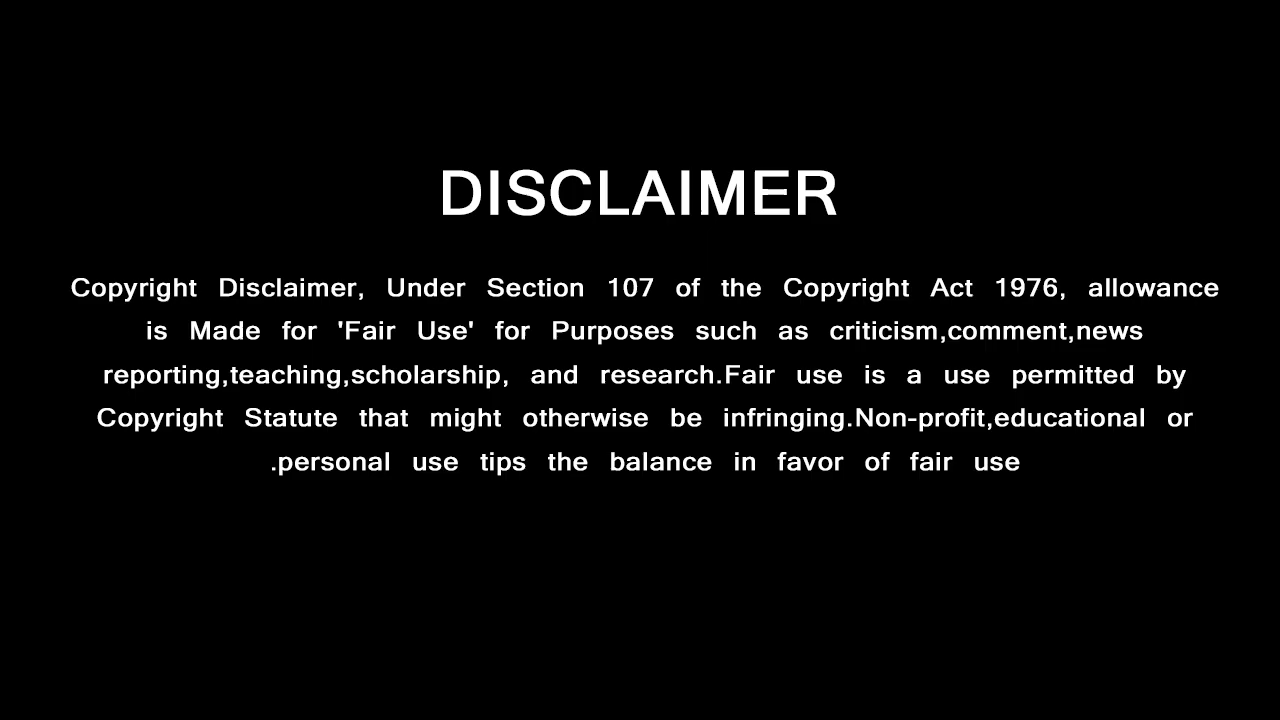 DISCLAIMER
Copyright Disclaimer, Under Section 107 of the Copyright Act 1976, allowance
is Made for 'Fair Use' for Purposes such as criticism,comment,news
reporting,teaching,scholarship, and research.Fair use is a use permitted by
Copyright Statute that might otherwise be infringing.Non-profit,educational or
.personal use tips the balance in favor of fair use